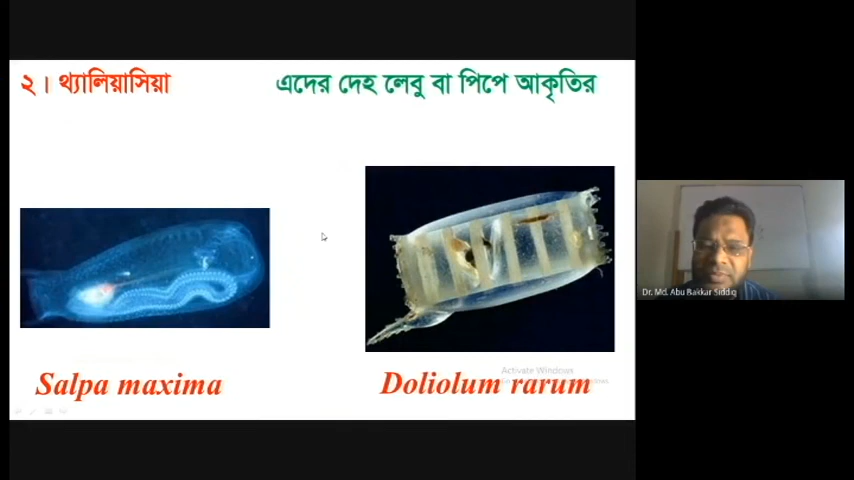 ২। থ্যালিয়াসিয়া
এদের দেহ লেবু বা পিপে আকৃতির
Dr. Md. Abu Bakkar Siddiq
Salpa maxima
Activate Windows
Doliolum rarum